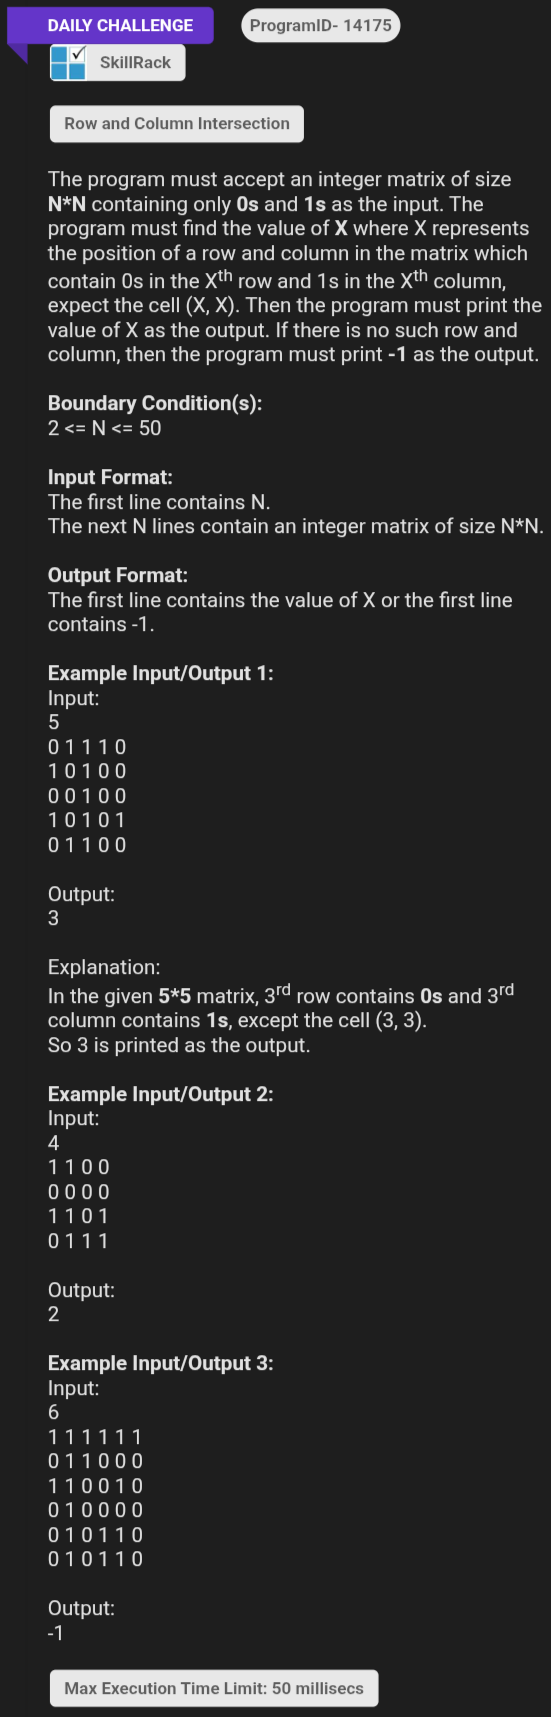 DAILY CHALLENGE
ProgramID- 14175
SkillRack
Row and Column Intersection
The program must accept an integer matrix of size
N*N containing only 0s and 1s as the input. The
program must find the value of X where X represents
the position of a row and column in the matrix which
contain 0s in the Xth row and 1s in the Xth column,
expect the cell (X, X). Then the program must print the
value of X as the output. If there is no such row and
column, then the program must print -1 as the output.
Boundary Condition(s):
2 <= N <= 50
Input Format:
The first line contains N.
The next N lines contain an integer matrix of size N*N.
Output Format:
The first line contains the value of X or the first line
contains -1.
Example Input/Output 1:
Input:
5
0 1 1 1 0
1 0 1 0 0
0 0 1 0 0
1 0 1 0 1
0 1 1 0 0
Output:
3
Explanation:
In the given 5*5 matrix, 3rd row contains 0s and 3rd
column contains 1s, except the cell (3, 3).
So 3 is printed as the output.
Example Input/Output 2:
Input:
4
1 1 0 0
0 0 0 0
1 1 0 1
0 1 1 1
Output:
2
Example Input/Output 3:
Input:
6
1 1 1 1 1 1
0 1 1 0 0 0
1 1 0 0 1 0
0 1 0 0 0 0
0 1 0 1 1 0
0 1 0 1 1 0
Output:
-1
Max Execution Time Limit: 50 millisecs